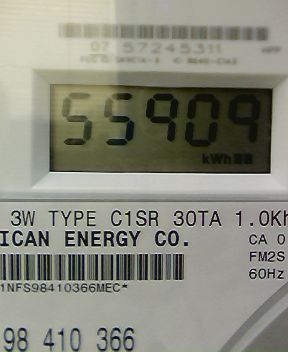 07 57245311
55909
kWh
3W TYPE C1SR 30TA 1.0Kh
ICAN ENERGY CO.
CA 0
FM2S
1NFS98410366MEC*
60Hz
98 410 366